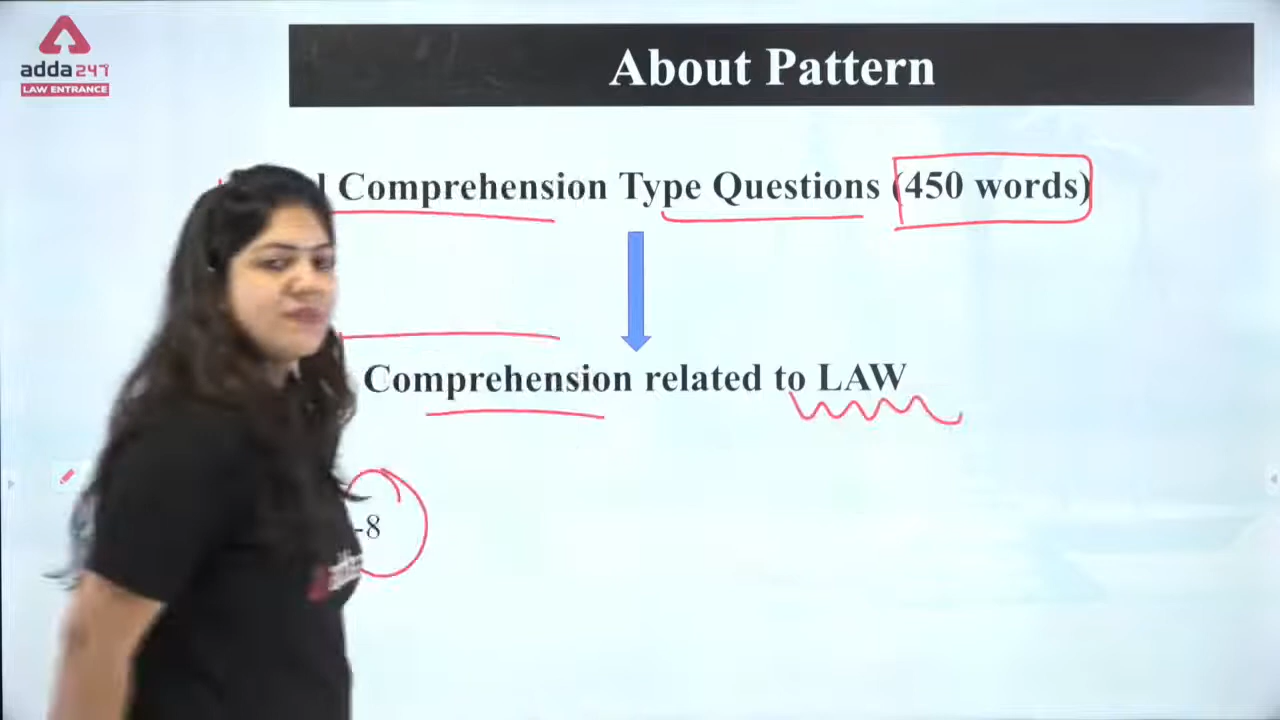 adda247
LAW ENTRANCE
About Pattern
Comprehension Type Questions (450 words)
Comprehension related to LAW
-8